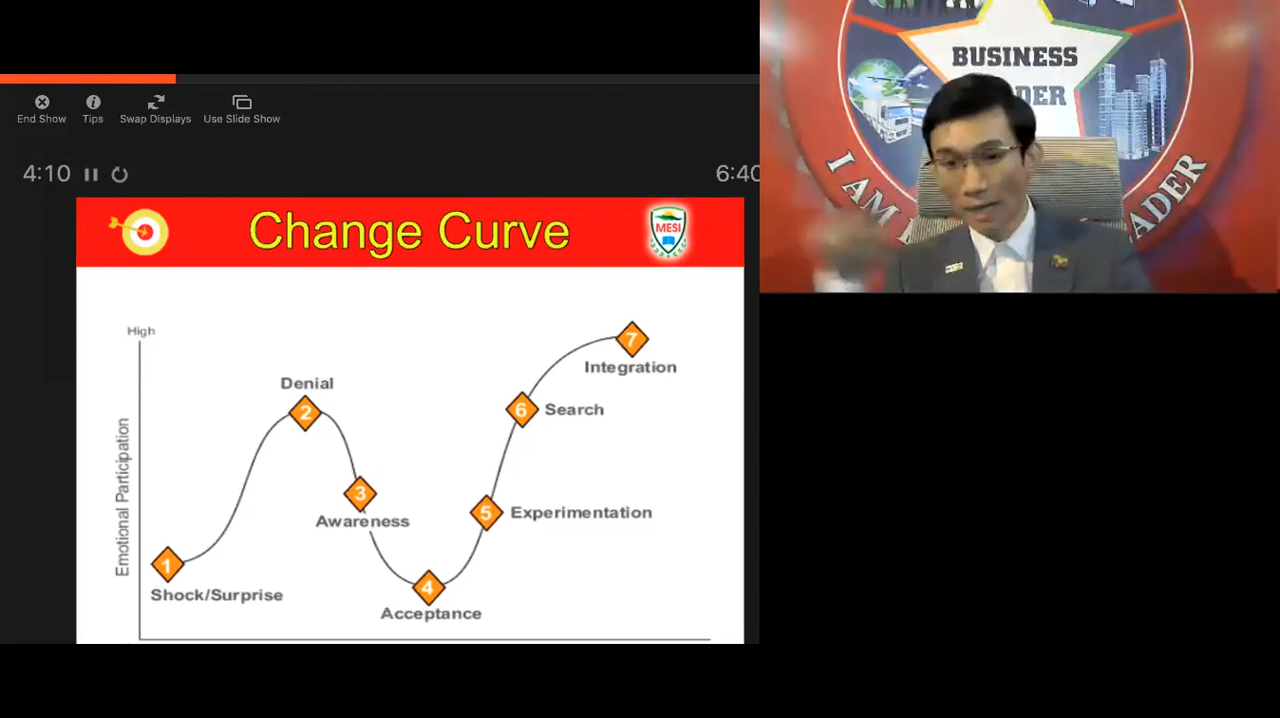 End Show
Tips
Swap Displays
Use Slide Show
4:10
6:40
Change Curve
MESI
High
Emotional Participation
1
Shock/Surprise
2
Denial
3
Awareness
4
Acceptance
5
Experimentation
6
Search
7
Integration
BUSINESS
I AM
ADER